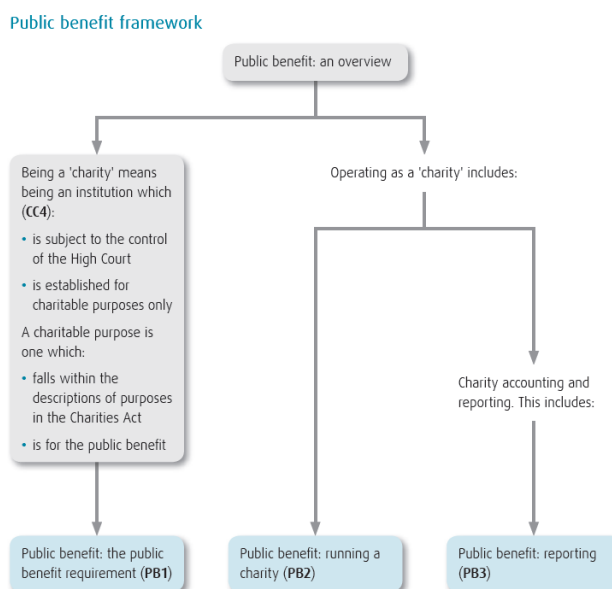 Public benefit framework
Public benefit: an overview
Being a 'charity' means
being an institution which
(CC4):
• is subject to the control
of the High Court
• is established for
charitable purposes only
A charitable purpose is
one which:
• falls within the
descriptions of purposes
in the Charities Act
• is for the public benefit
Operating as a 'charity' includes:
Charity accounting and
reporting. This includes:
Public benefit: the public
benefit requirement (PB1)
Public benefit: running a
charity (PB2)
Public benefit: reporting
(PB3)